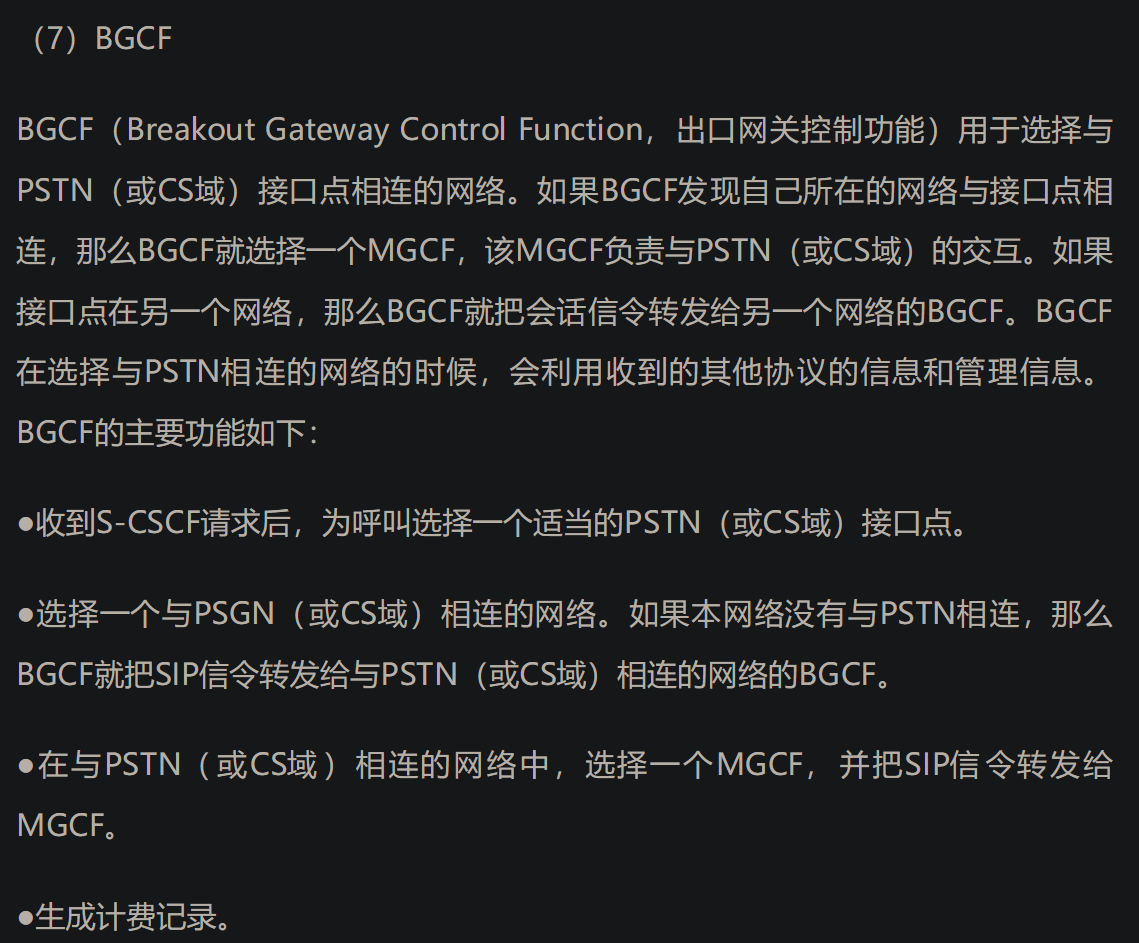 （7）BGCF
BGCF（Breakout Gateway Control Function，出口网关控制功能）用于选择与
PSTN（或CS域）接口点相连的网络。如果BGCF发现自己所在的网络与接口点相
连，那么BGCF就选择一个MGCF，该MGCF负责与PSTN（或CS域）的交互。如果
接口点在另一个网络，那么BGCF就把会话信令转发给另一个网络的BGCF。BGCF
在选择与PSTN相连的网络的时候，会利用收到的其他协议的信息和管理信息。
BGCF的主要功能如下：
●收到S-CSCF请求后，为呼叫选择一个适当的PSTN（或CS域）接口点。
●选择一个与PSGN（或CS域）相连的网络。如果本网络没有与PSTN相连，那么
BGCF就把SIP信令转发给与PSTN（或CS域）相连的网络的BGCF。
●在与PSTN（或CS域）相连的网络中，选择一个MGCF，并把SIP信令转发给
MGCF。
●生成计费记录。